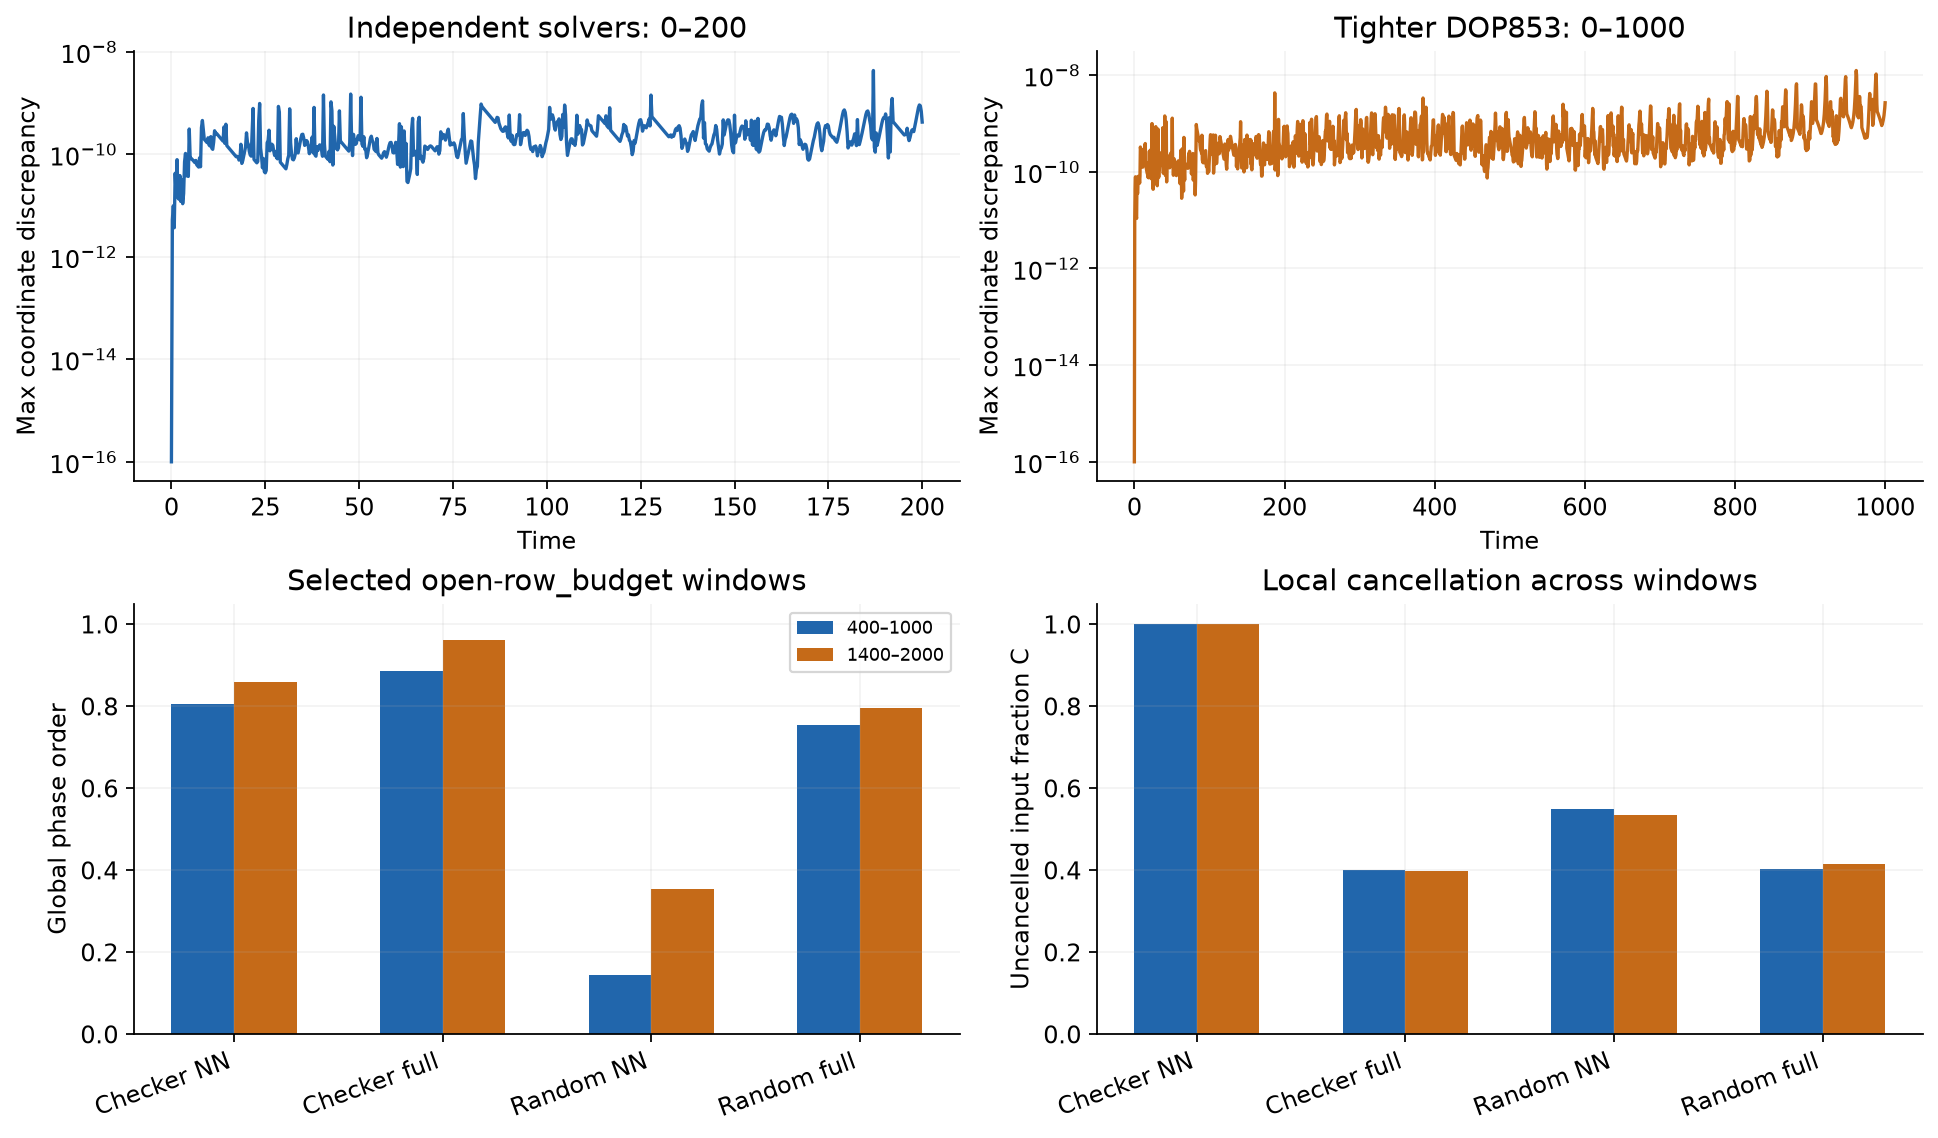 Independent solvers: 0–200
Max coordinate discrepancy
10⁻⁸
10⁻¹⁰
10⁻¹²
10⁻¹⁴
10⁻¹⁶
0 25 50 75 100 125 150 175 200
Time
Tighter DOP853: 0–1000
Max coordinate discrepancy
10⁻⁸
10⁻¹⁰
10⁻¹²
10⁻¹⁴
10⁻¹⁶
0 200 400 600 800 1000
Time
Selected open-row_budget windows
Global phase order
1.0
0.8
0.6
0.4
0.2
0.0
400–1000
1400–2000
Checker NN
Checker full
Random NN
Random full
Local cancellation across windows
Uncancelled input fraction C
1.0
0.8
0.6
0.4
0.2
0.0
Checker NN
Checker full
Random NN
Random full